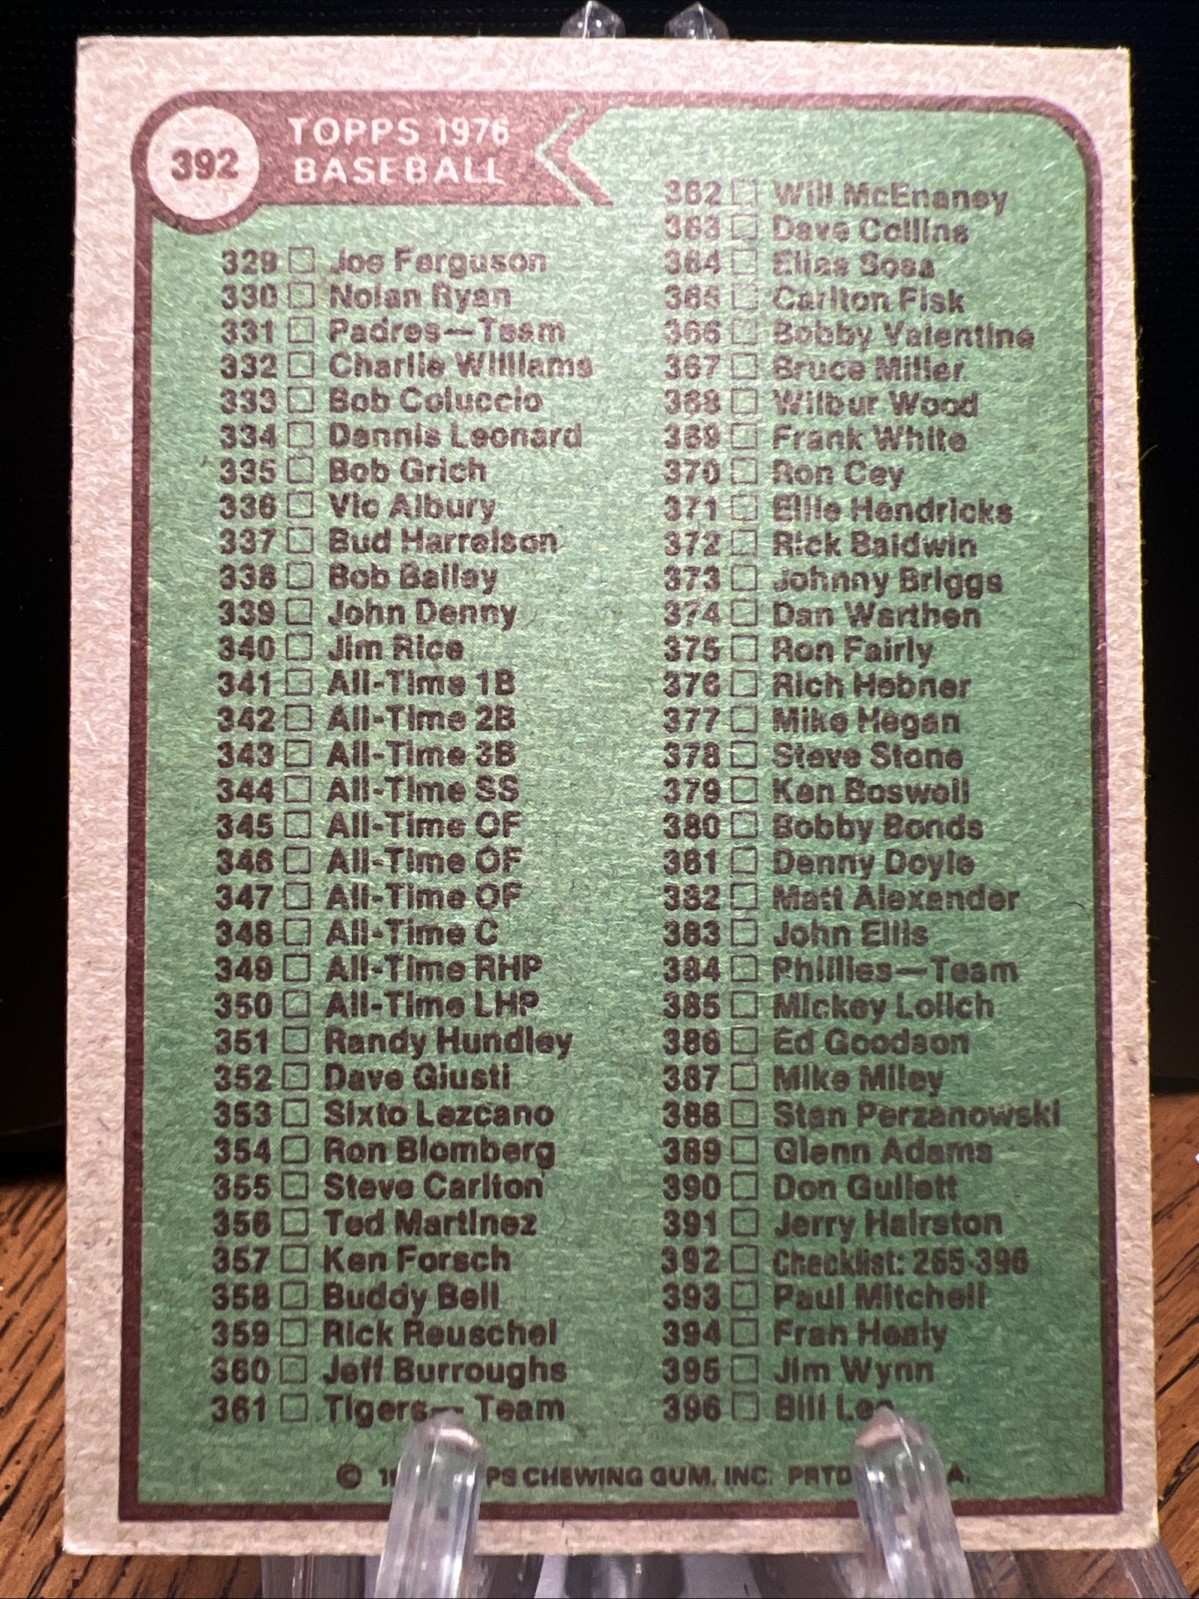 392
TOPPS 1976
BASEBALL
329 Joe Ferguson
330 Nolan Ryan
331 Padres—Team
332 Charlie Williams
333 Bob Coluccio
334 Dennis Leonard
335 Bob Grich
336 Vic Albury
337 Bud Harrelson
338 Bob Bailey
339 John Denny
340 Jim Rice
341 All-Time 1B
342 All-Time 2B
343 All-Time 3B
344 All-Time SS
345 All-Time OF
346 All-Time OF
347 All-Time OF
348 All-Time C
349 All-Time RHP
350 All-Time LHP
351 Randy Hundley
352 Dave Giusti
353 Sixto Lezcano
354 Ron Blomberg
355 Steve Carlton
356 Ted Martinez
357 Ken Forsch
358 Buddy Bell
359 Rick Reuschel
360 Jeff Burroughs
361 Tigers—Team
362 Will McEnaney
363 Dave Collins
364 Elias Sosa
365 Carlton Fisk
366 Bobby Valentine
367 Bruce Miller
368 Wilbur Wood
369 Frank White
370 Ron Cey
371 Ellie Hendricks
372 Rick Baldwin
373 Johnny Briggs
374 Dan Warthen
375 Ron Fairly
376 Rich Hebner
377 Mike Hegan
378 Steve Stone
379 Ken Boswell
380 Bobby Bonds
381 Denny Doyle
382 Matt Alexander
383 John Ellis
384 Phillies—Team
385 Mickey Lolich
386 Ed Goodson
387 Mike Miley
388 Stan Perzanowski
389 Glenn Adams
390 Don Gullett
391 Jerry Hairston
392 Checklist: 265-396
393 Paul Mitchell
394 Fran Healy
395 Jim Wynn
396 Bill Lee
© CHEWING GUM, INC.